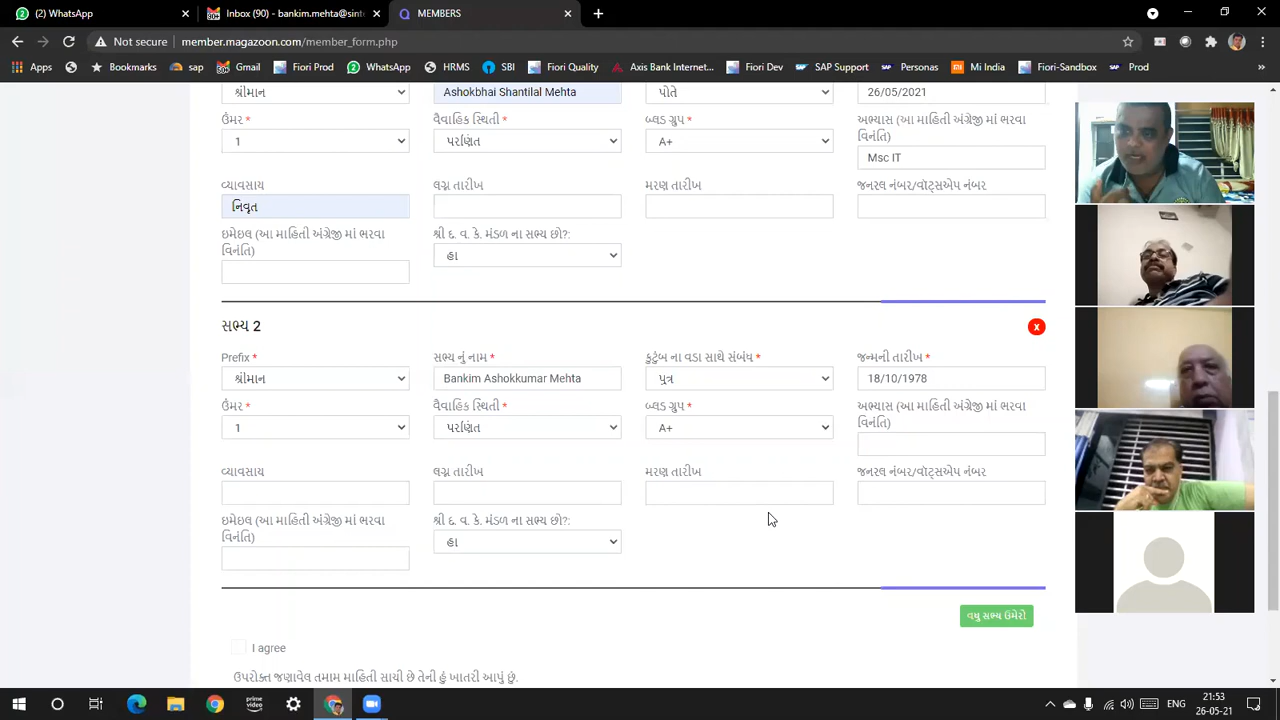 (2) WhatsApp
Inbox (90) - bankim.mehta@sint
MEMBERS
Not secure | member.magazoon.com/member_form.php
Apps Bookmarks sap Gmail Fiori Prod WhatsApp HRMS SBI Fiori Quality Axis Bank Internet... Fiori Dev SAP Support Persona - Mi India Fiori-Sandbox Prod
શ્રીમાન Ashokbhai Shantilal Mehta પોતે 26/05/2021
ઉંમર * વૈવાહિક સ્થિતી * બ્લડ ગ્રુપ * અભ્યાસ (આ માહિતી અંગ્રેજી માં ભરવા
વિનંતિ)
1 પરણિત A+ Msc IT
વ્યાવસાય લગ્ન તારીખ મરણ તારીખ જનરલ નંબર/વૉટ્સએપ નંબર
નિવૃત
ઇમેઇલ (આ માહિતી અંગ્રેજી માં ભરવા
વિનંતિ)
શ્રી દ. વ. કે. મંડળ ના સભ્ય છો?:
હા
સભ્ય 2 x
Prefix * સભ્ય નું નામ * કુટુંબ ના વડા સાથે સંબંધ * જન્મની તારીખ *
શ્રીમાન Bankim Ashokkumar Mehta પુત્ર 18/10/1978
ઉંમર * વૈવાહિક સ્થિતી * બ્લડ ગ્રુપ * અભ્યાસ (આ માહિતી અંગ્રેજી માં ભરવા
વિનંતિ)
1 પરણિત A+
વ્યાવસાય લગ્ન તારીખ મરણ તારીખ જનરલ નંબર/વૉટ્સએપ નંબર
ઇમેઇલ (આ માહિતી અંગ્રેજી માં ભરવા
વિનંતિ)
શ્રી દ. વ. કે. મંડળ ના સભ્ય છો?:
હા
વધુ સભ્ય ઉમેરો
I agree
ઉપરોક્ત જણાવેલ તમામ માહિતી સાચી છે તેની હું ખાતરી આપું છું.
prime video
ENG
21:53
26-05-21